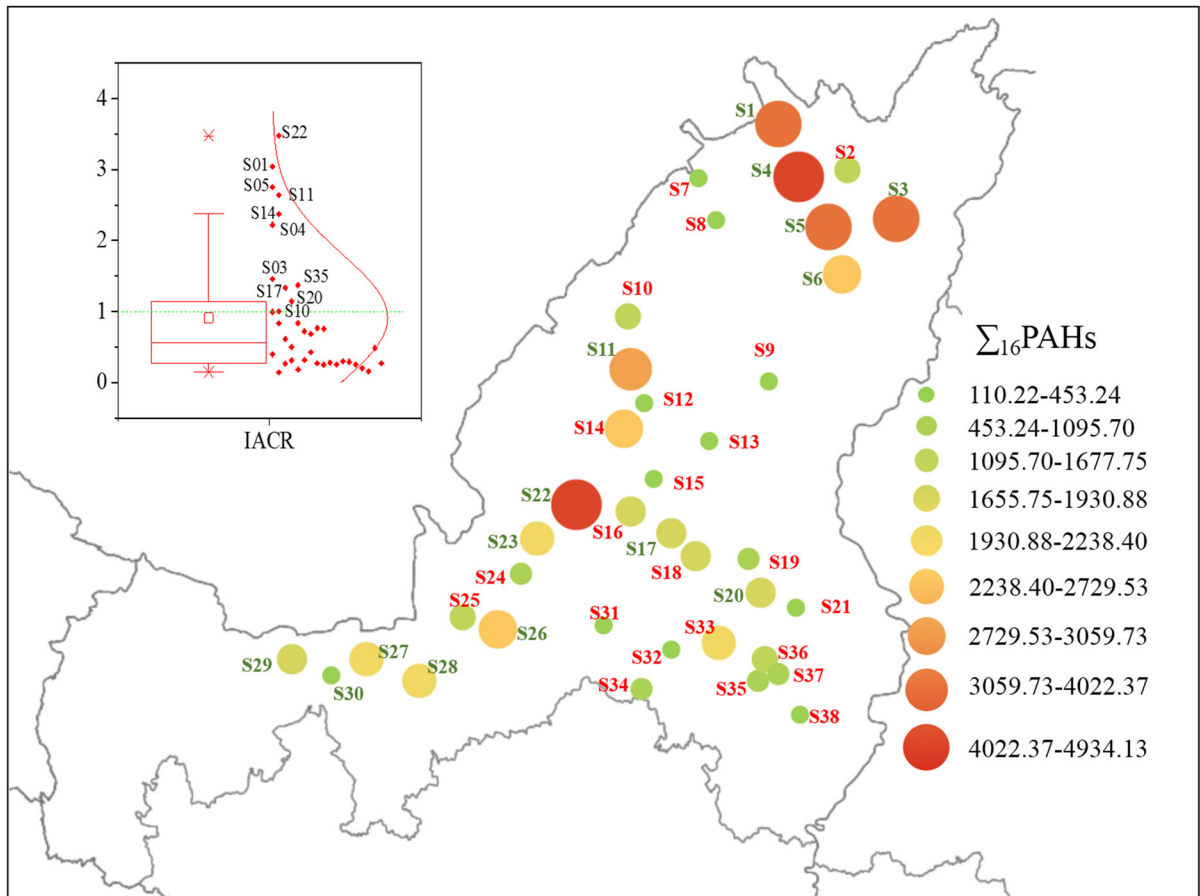 4
3
2
1
0
S22
S01
S05
S11
S14
S04
S03
S35
S17
S20
S10
IACR
S1
S2
S4
S7
S3
S8
S5
S6
S10
S9
S11
S12
S14
S13
S15
S22
S16
S23
S17
S18
S19
S24
S20
S21
S25
S31
S26
S33
S27
S32
S36
S29
S28
S37
S30
S34
S35
S38
∑₁₆PAHs
110.22-453.24
453.24-1095.70
1095.70-1677.75
1655.75-1930.88
1930.88-2238.40
2238.40-2729.53
2729.53-3059.73
3059.73-4022.37
4022.37-4934.13